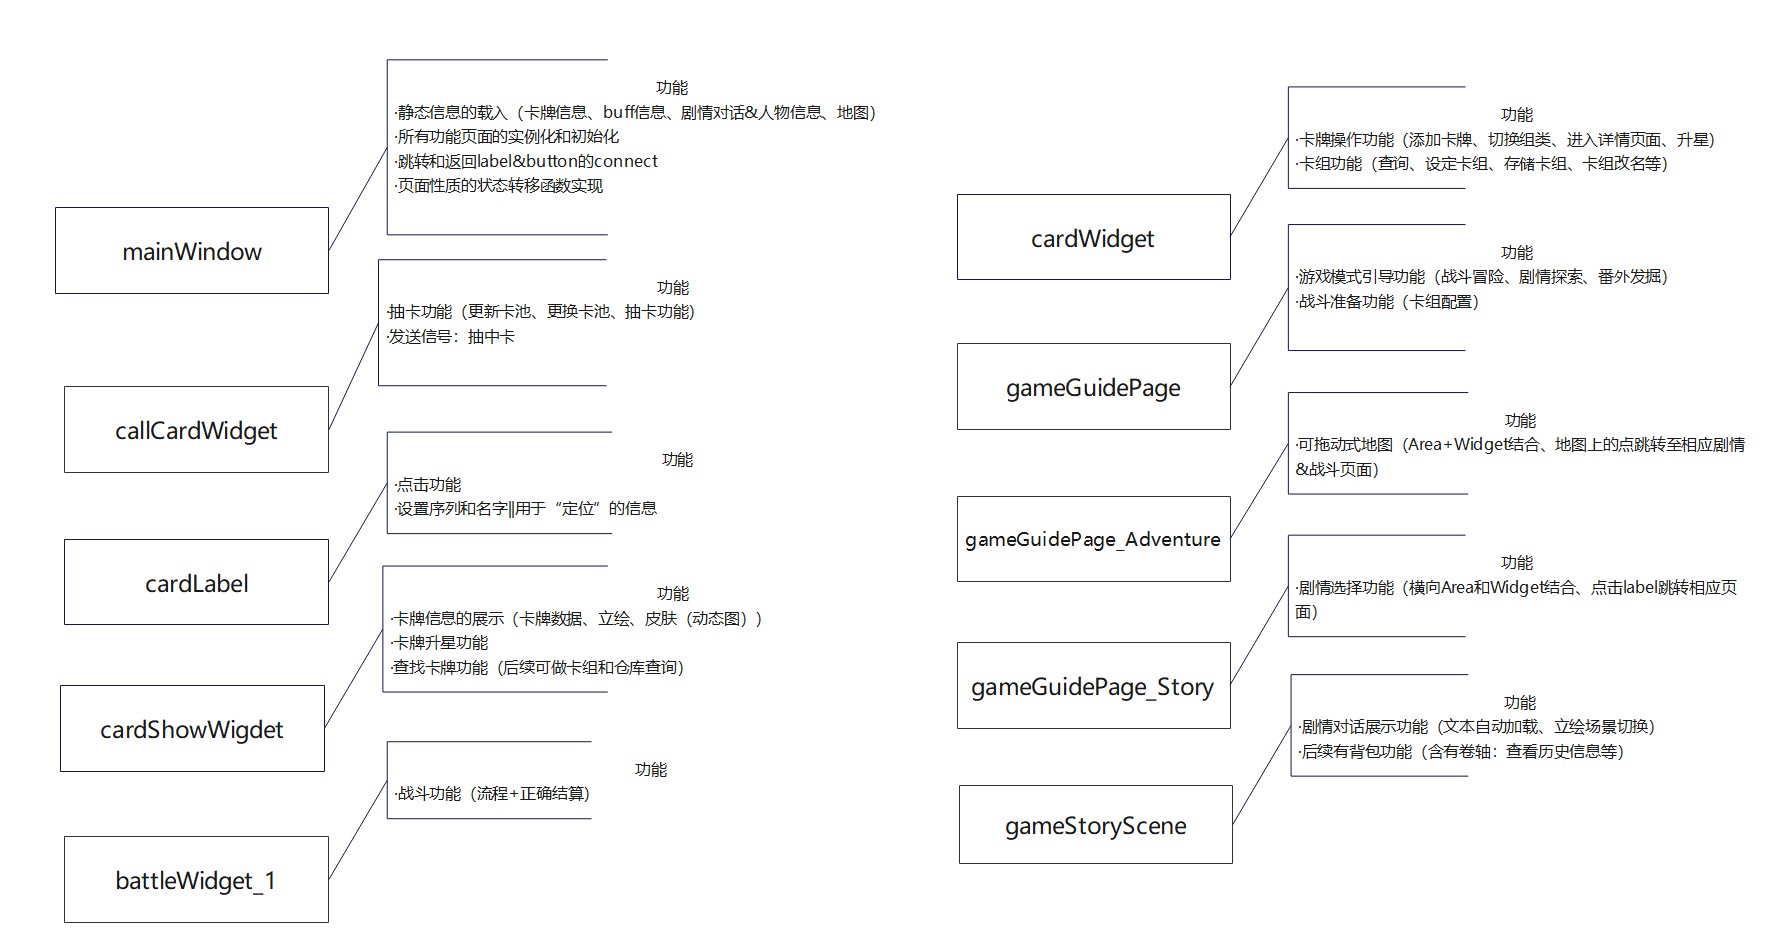 功能
·静态信息的载入（卡牌信息、buff信息、剧情对话&人物信息、地图）
·所有功能页面的实例化和初始化
·跳转和返回label&button的connect
·页面性质的状态转移函数实现
mainWindow
功能
·抽卡功能（更新卡池、更换卡池、抽卡功能）
·发送信号：抽中卡
callCardWidget
功能
·点击功能
·设置序列和名字||用于“定位”的信息
cardLabel
功能
·卡牌信息的展示（卡牌数据、立绘、皮肤（动态图））
·卡牌升星功能
·查找卡牌功能（后续可做卡组和仓库查询）
cardShowWigdet
功能
·战斗功能（流程+正确结算）
battleWidget_1
功能
·卡牌操作功能（添加卡牌、切换组类、进入详情页面、升星）
·卡组功能（查询、设定卡组、存储卡组、卡组改名等）
cardWidget
功能
·游戏模式引导功能（战斗冒险、剧情探索、番外发掘）
·战斗准备功能（卡组配置）
gameGuidePage
功能
·可拖动式地图（Area+Widget结合、地图上的点跳转至相应剧情
&战斗页面）
gameGuidePage_Adventure
功能
·剧情选择功能（横向Area和Widget结合、点击label跳转相应页
面）
gameGuidePage_Story
功能
·剧情对话展示功能（文本自动加载、立绘场景切换）
·后续有背包功能（含有卷轴：查看历史信息等）
gameStoryScene